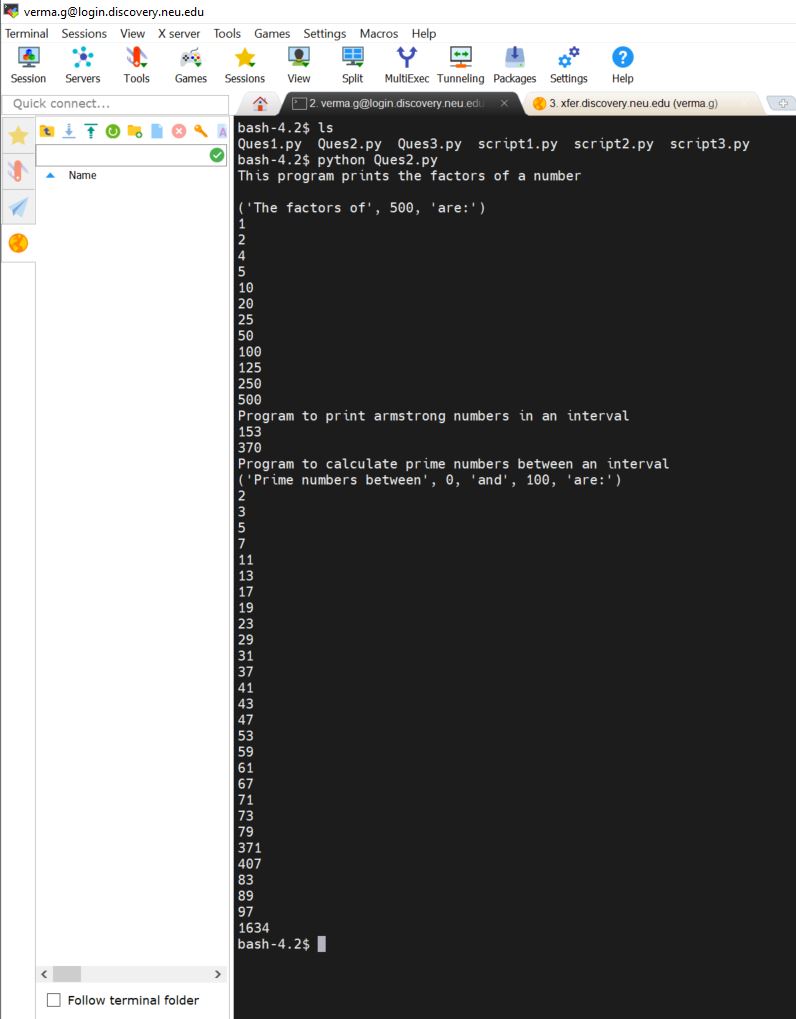 verma.g@login.discovery.neu.edu
Terminal Sessions View X server Tools Games Settings Macros Help
Session Servers Tools Games Sessions View Split MultiExec Tunneling Packages Settings Help
Quick connect...
2. verma.g@login.discovery.neu.edu
3. xfer.discovery.neu.edu (verma.g)
Name
bash-4.2$ ls
Ques1.py Ques2.py Ques3.py script1.py script2.py script3.py
bash-4.2$ python Ques2.py
This program prints the factors of a number
('The factors of', 500, 'are:')
1
2
4
5
10
20
25
50
100
125
250
500
Program to print armstrong numbers in an interval
153
370
Program to calculate prime numbers between an interval
('Prime numbers between', 0, 'and', 100, 'are:')
2
3
5
7
11
13
17
19
23
29
31
37
41
43
47
53
59
61
67
71
73
79
371
407
83
89
97
1634
bash-4.2$
Follow terminal folder